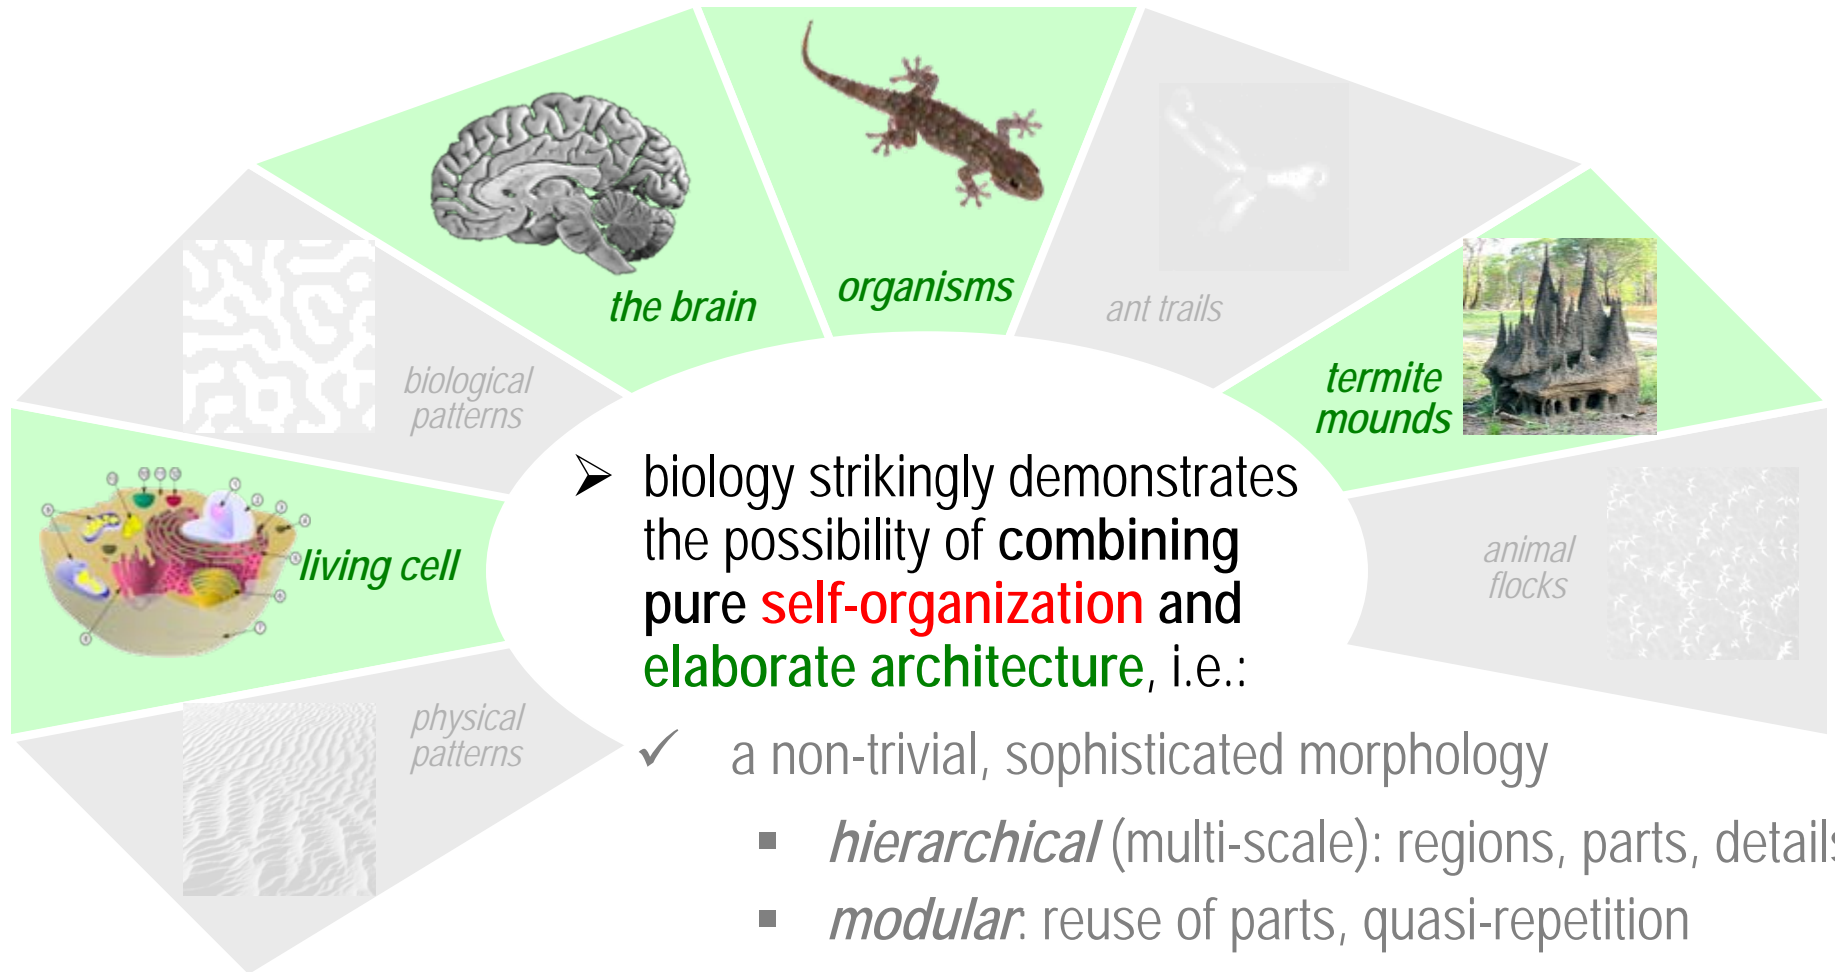 the brain
organisms
ant trails
biological
patterns
termite
mounds
living cell
animal
flocks
physical
patterns
➢ biology strikingly demonstrates
the possibility of combining
pure self-organization and
elaborate architecture, i.e.:
✓ a non-trivial, sophisticated morphology
▪ hierarchical (multi-scale): regions, parts, details
▪ modular: reuse of parts, quasi-repetition